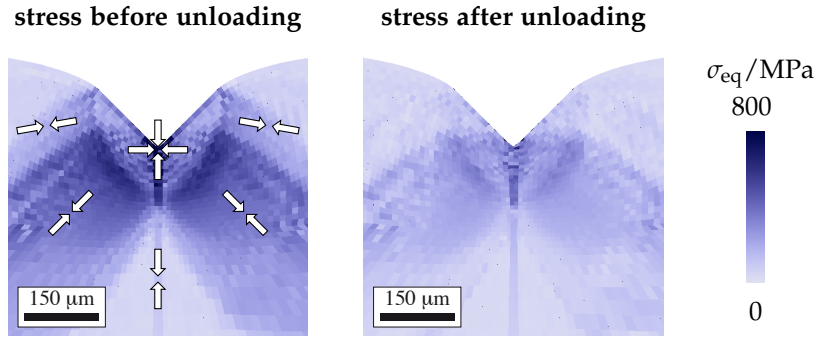 stress before unloading
stress after unloading
σeq/MPa
800
0
150 µm
150 µm